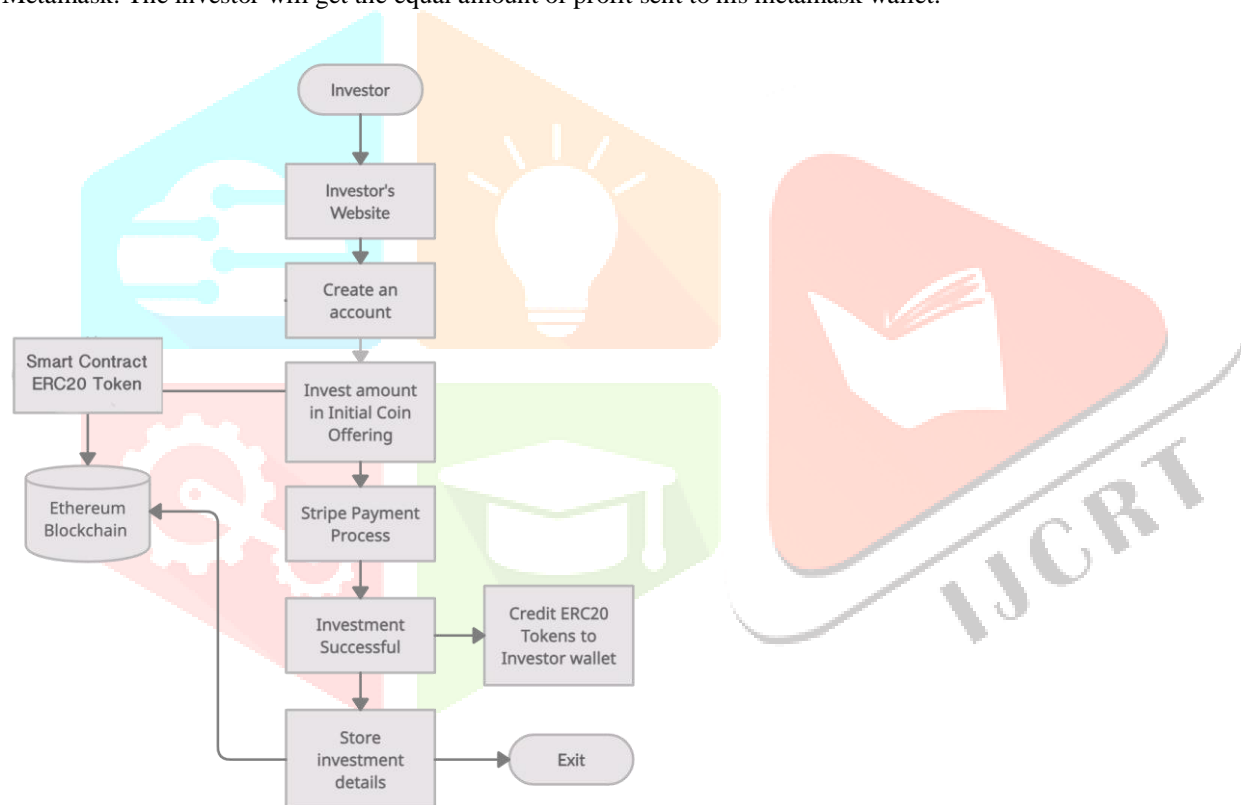 Metamask. The investor will get the equal amount of profit sent to his metamask wallet.
Investor
Investor's
Website
Create an
account
Smart Contract
ERC20 Token
Invest amount
in Initial Coin
Offering
Ethereum
Blockchain
Stripe Payment
Process
Investment
Successful
Credit ERC20
Tokens to
Investor wallet
Store
investment
details
Exit
IJCRT